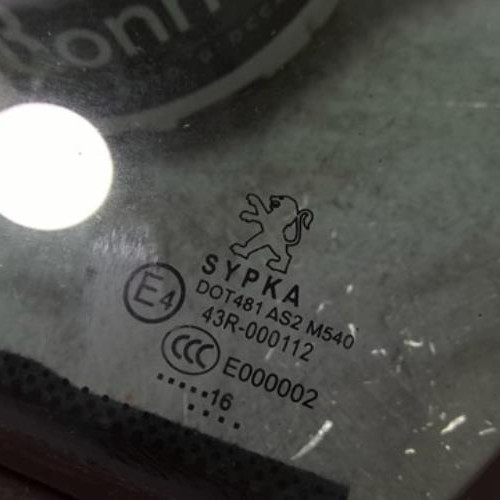 SYPKA
E4
DOT481 AS2 M540
43R-000112
CCC E000002
.....16
....